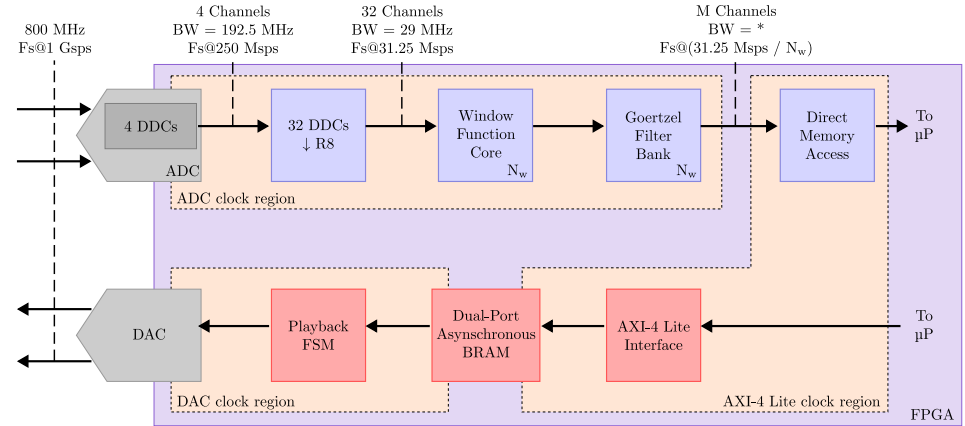 800 MHz
Fs@1 Gsps
4 Channels
BW = 192.5 MHz
Fs@250 Msps
32 Channels
BW = 29 MHz
Fs@31.25 Msps
M Channels
BW = *
Fs@(31.25 Msps / Nw)
4 DDCs
ADC
32 DDCs
↓ R8
Window
Function
Core
Nw
Goertzel
Filter
Bank
Nw
Direct
Memory
Access
To
µP
ADC clock region
DAC
Playback
FSM
Dual-Port
Asynschronous
BRAM
AXI-4 Lite
Interface
To
µP
DAC clock region
AXI-4 Lite clock region
FPGA